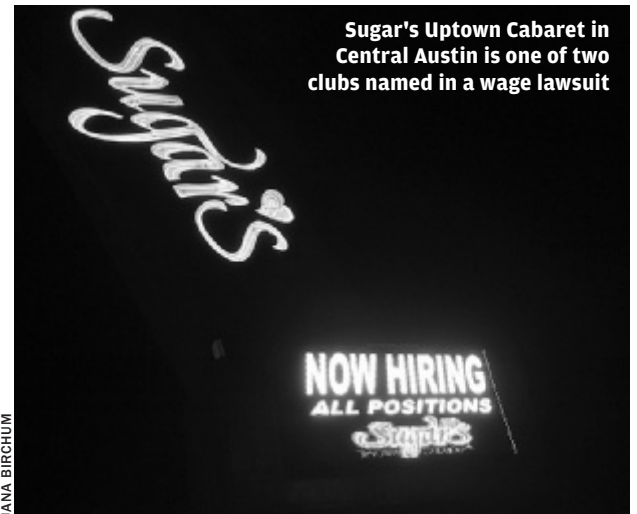 Sugar's Uptown Cabaret in
Central Austin is one of two
clubs named in a wage lawsuit
Sugar's
NOW HIRING
ALL POSITIONS
Sugar's
JANA BIRCHUM